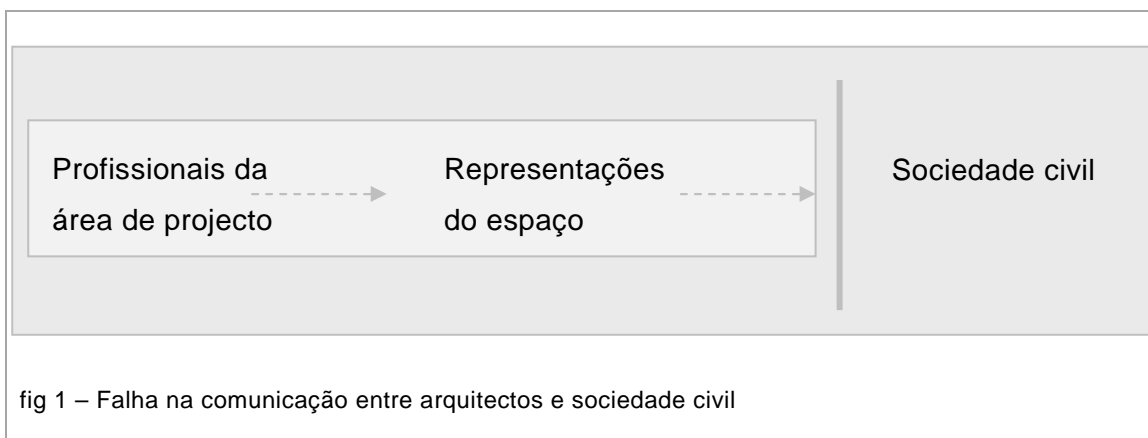 Profissionais da
área de projecto
Representações
do espaço
Sociedade civil
fig 1 – Falha na comunicação entre arquitectos e sociedade civil